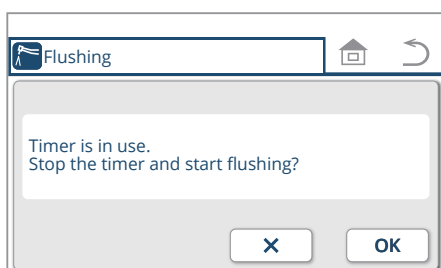 Flushing
Timer is in use.
Stop the timer and start flushing?
OK